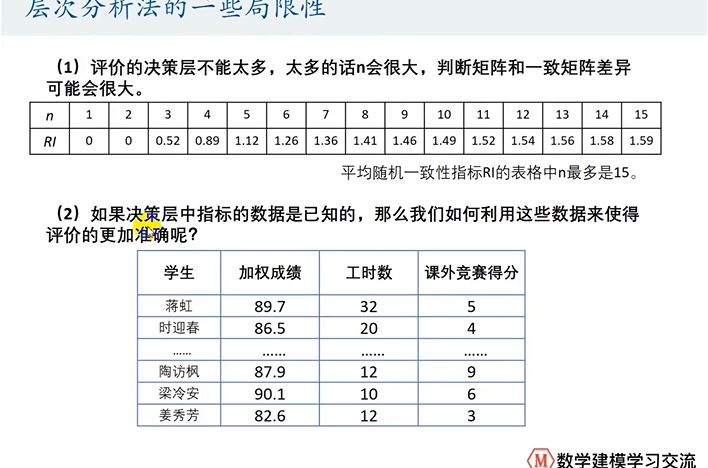 层次分析法的一些局限性
（1）评价的决策层不能太多，太多的话n会很大，判断矩阵和一致矩阵差异
可能会很大。
n 1 2 3 4 5 6 7 8 9 10 11 12 13 14 15
RI 0 0 0.52 0.89 1.12 1.26 1.36 1.41 1.46 1.49 1.52 1.54 1.56 1.58 1.59
平均随机一致性指标RI的表格中n最多是15。
（2）如果决策层中指标的数据是已知的，那么我们如何利用这些数据来使得
评价的更加准确呢？
学生 加权成绩 工时数 课外竞赛得分
蒋虹 89.7 32 5
时迎春 86.5 20 4
…… …… …… ……
陶访枫 87.9 12 9
梁冷安 90.1 10 6
姜秀芳 82.6 12 3
M 数学建模学习交流